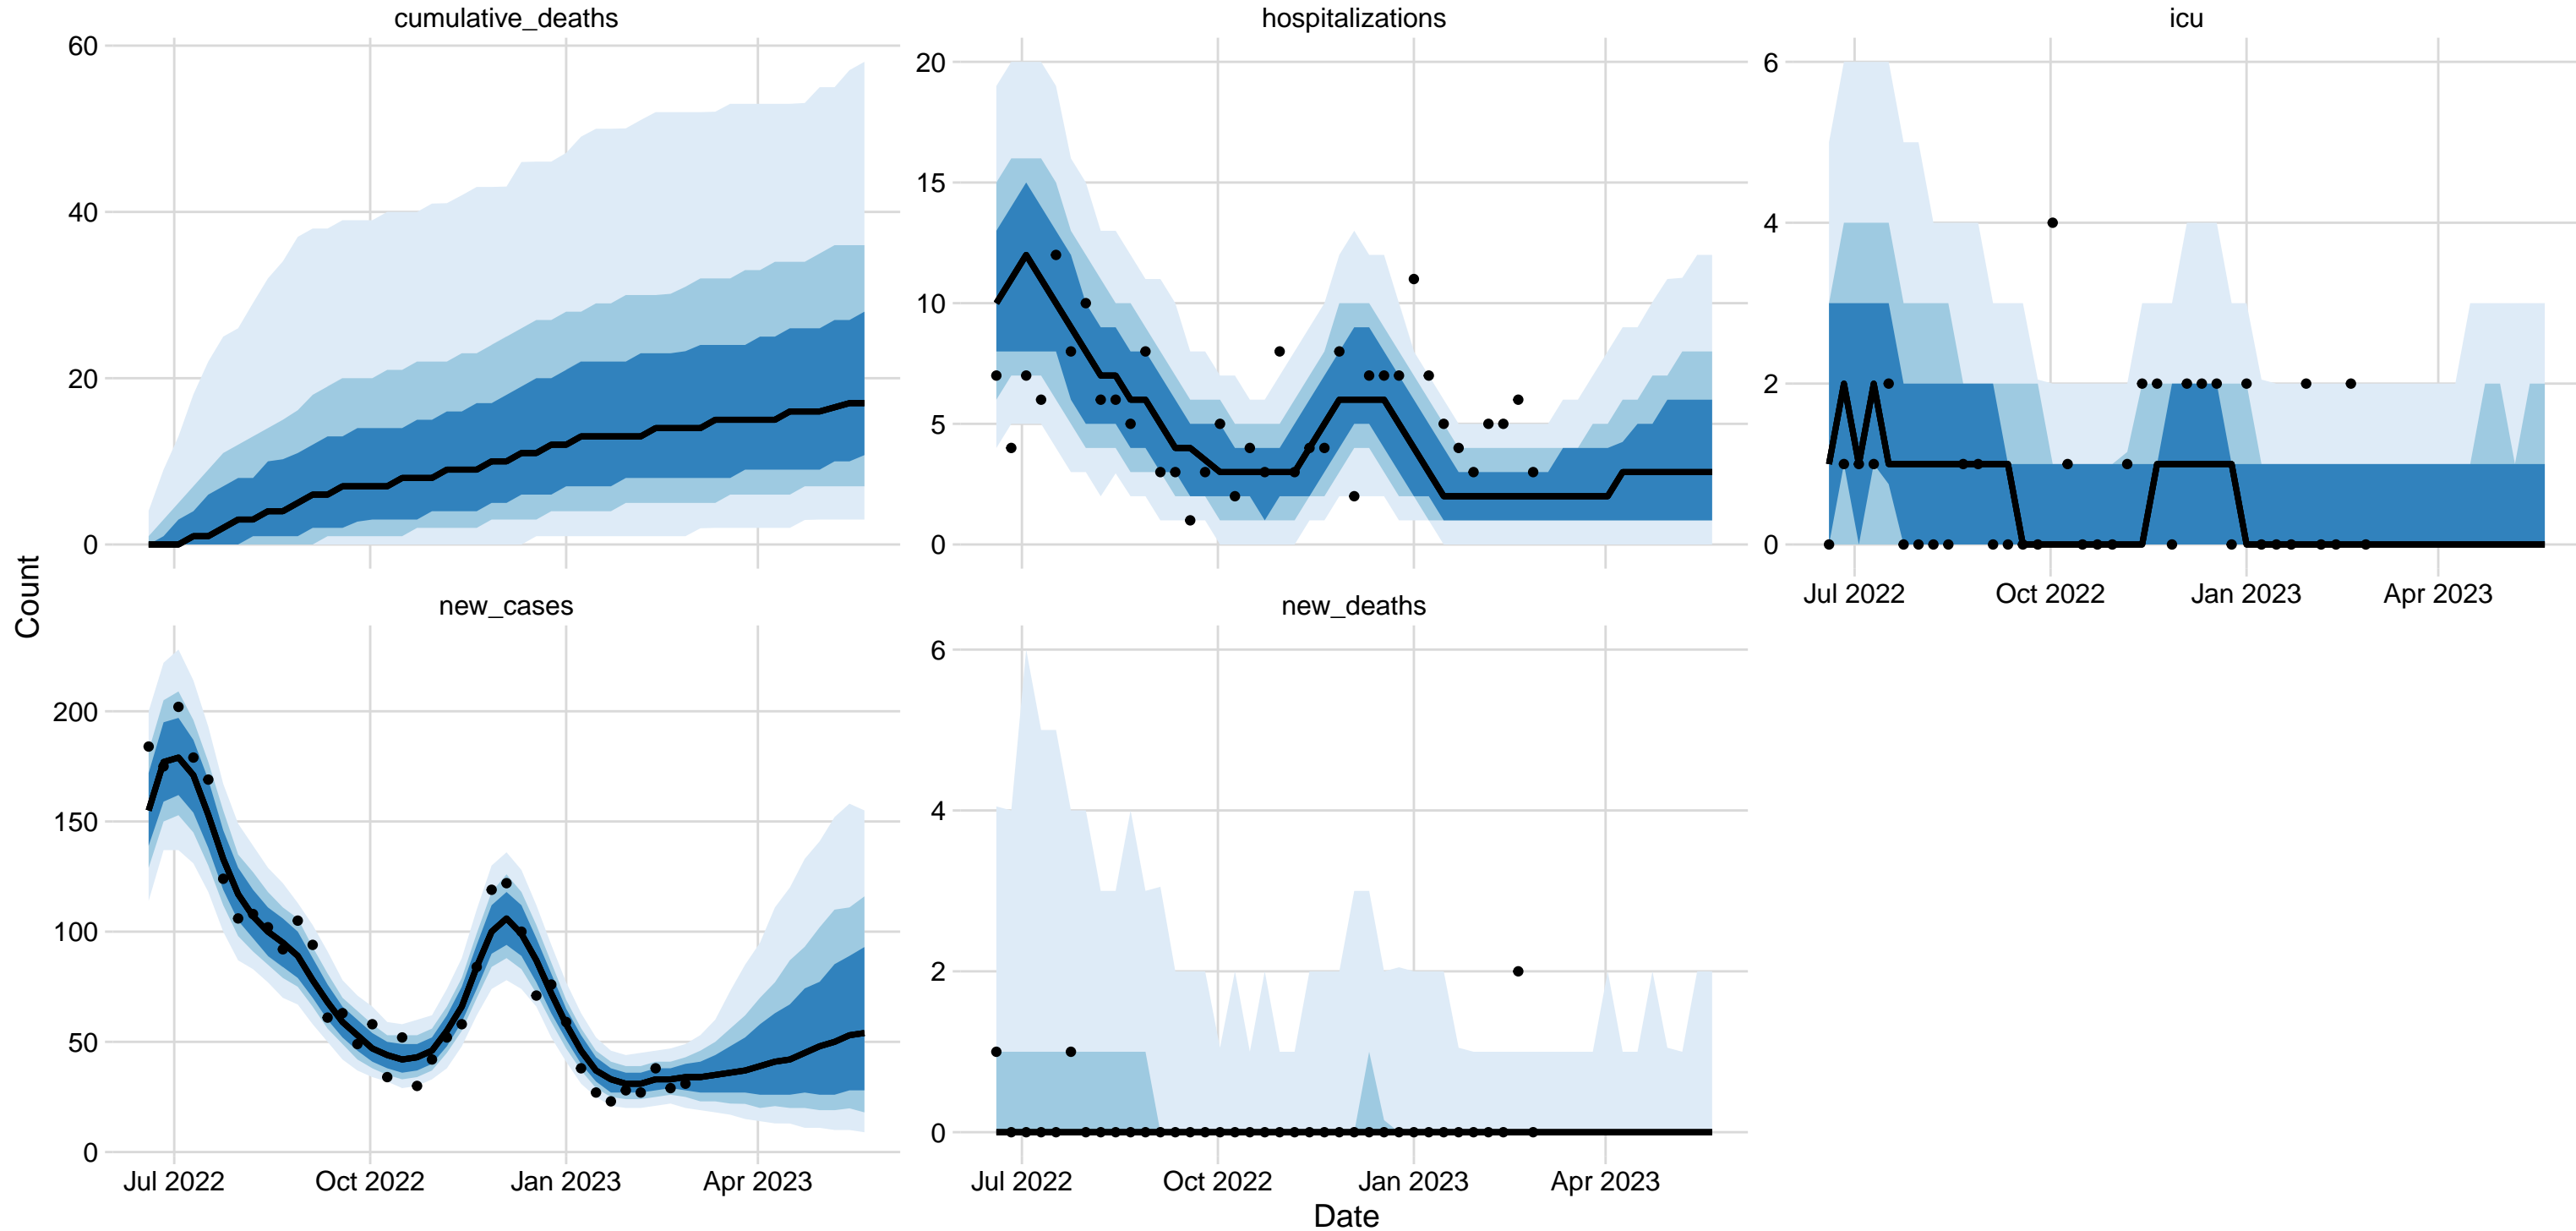 cumulative_deaths
hospitalizations
icu
60
40
20
0
20
15
10
5
0
6
4
2
0
Jul 2022
Oct 2022
Jan 2023
Apr 2023
Count
new_cases
new_deaths
200
150
100
50
0
6
4
2
0
Jul 2022
Oct 2022
Jan 2023
Apr 2023
Jul 2022
Oct 2022
Jan 2023
Apr 2023
Date